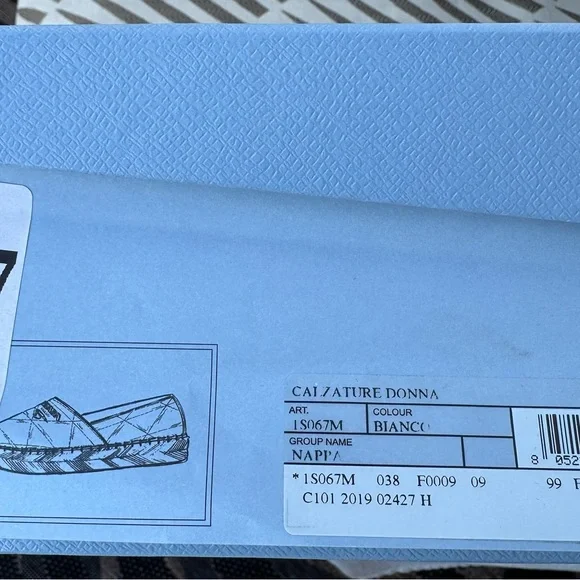 CALZATURE DONNA
ART. COLOUR
1S067M BIANCO
GROUP NAME
NAPPA
*1S067M 038 F0009 09 99 F
C101 2019 02427 H
8 052